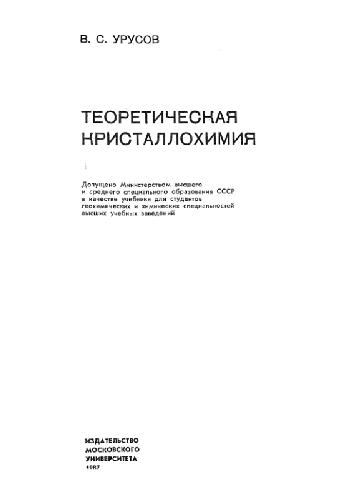 В. С. УРУСОВ
ТЕОРЕТИЧЕСКАЯ
КРИСТАЛЛОХИМИЯ
Допущено Министерством высшего
и среднего специального образования СССР
в качестве учебника для студентов
геохимических и химических специальностей
высших учебных заведений
ИЗДАТЕЛЬСТВО
МОСКОВСКОГО
УНИВЕРСИТЕТА
1987